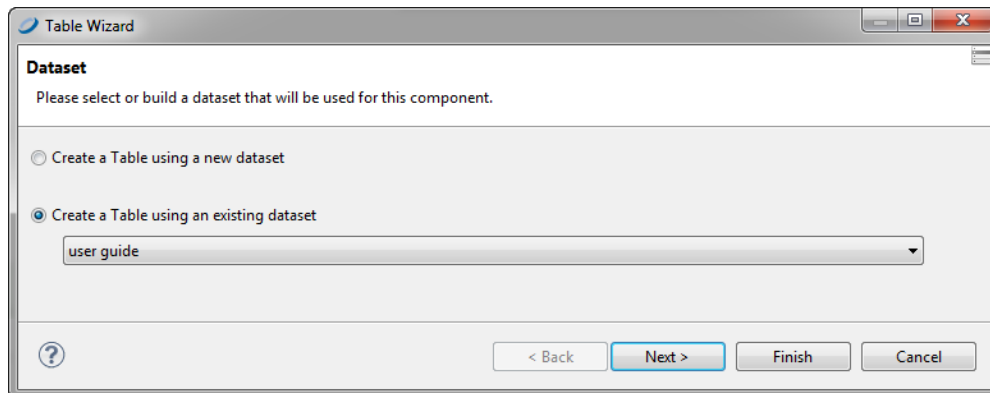 Table Wizard
Dataset
Please select or build a dataset that will be used for this component.
Create a Table using a new dataset
Create a Table using an existing dataset
user guide
? < Back Next > Finish Cancel